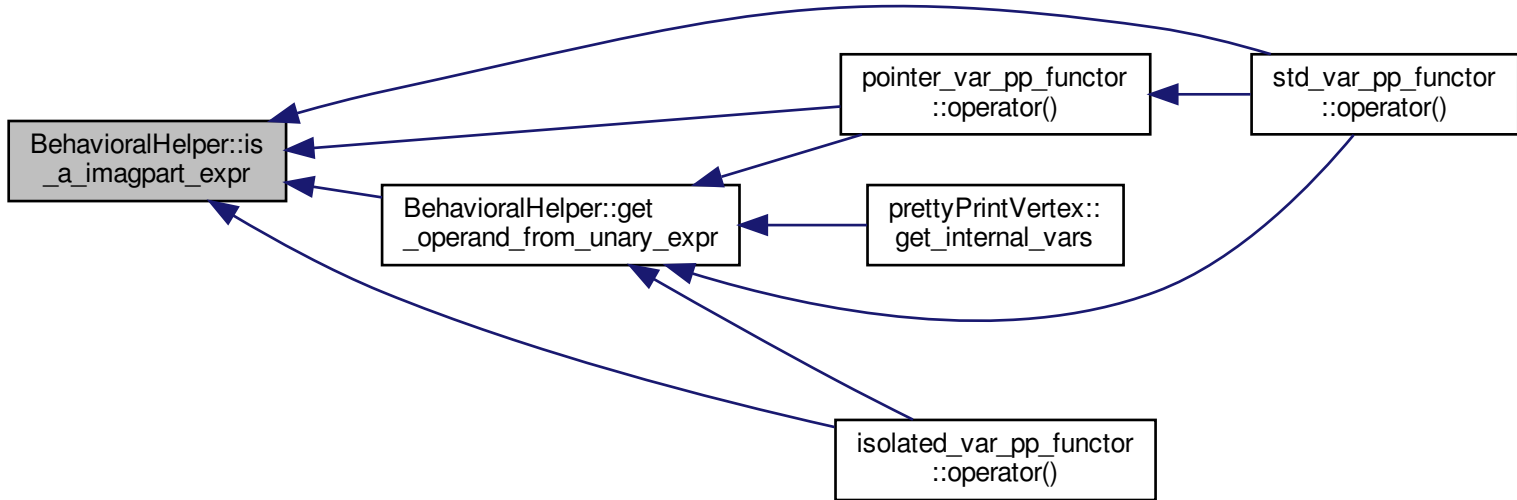 BehavioralHelper::is
_a_imagpart_expr
pointer_var_pp_functor
::operator()
std_var_pp_functor
::operator()
BehavioralHelper::get
_operand_from_unary_expr
prettyPrintVertex::
get_internal_vars
isolated_var_pp_functor
::operator()